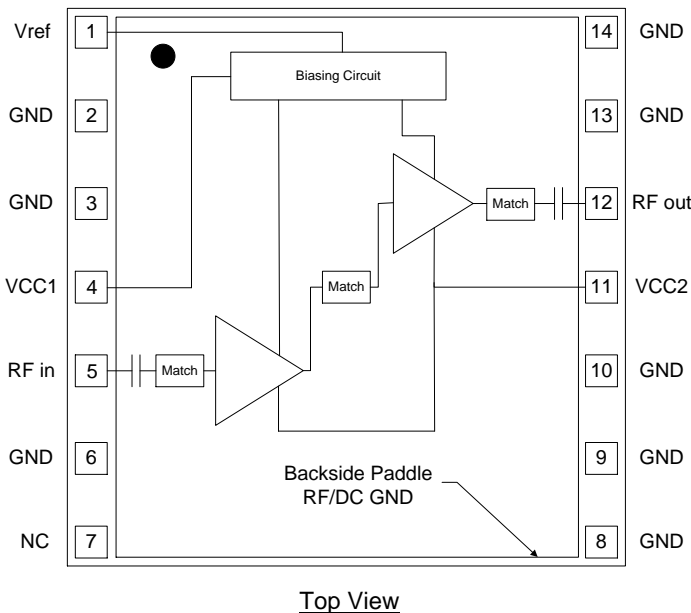 Vref 1
14 GND
Biasing Circuit
GND 2
13 GND
GND 3
Match
12 RF out
VCC1 4
Match
11 VCC2
RF in 5
Match
10 GND
GND 6
Backside Paddle
RF/DC GND
9 GND
NC 7
8 GND
Top View